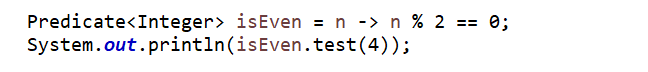 Predicate<Integer> isEven = n -> n % 2 == 0;
System.out.println(isEven.test(4));